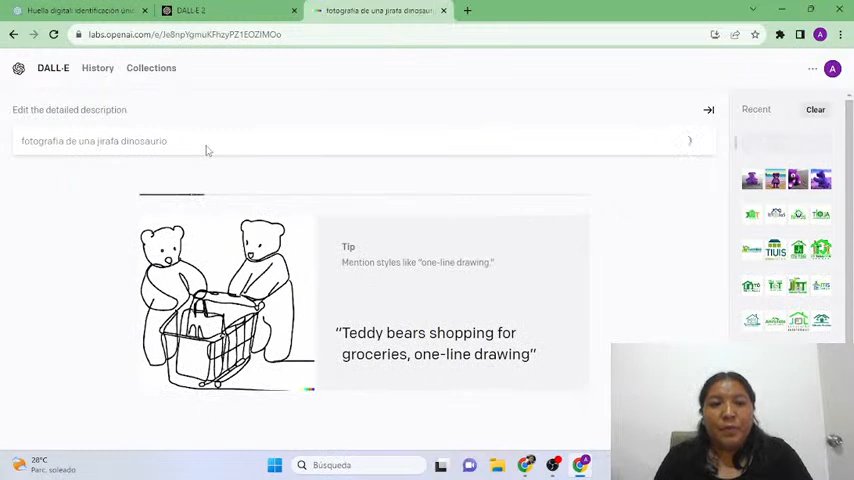 Huella digital: identificación úni
DALL·E 2
fotografia de una jirafa dinosauri
labs.openai.com/e/Je8npYgmuKFhzyPZ1EOZIMOo
A
DALL·E
History
Collections
A
Edit the detailed description
Recent
Clear
fotografia de una jirafa dinosaurio
Tip
Mention styles like "one-line drawing."
"Teddy bears shopping for
groceries, one-line drawing"
28°C
Parc. soleado
Búsqueda